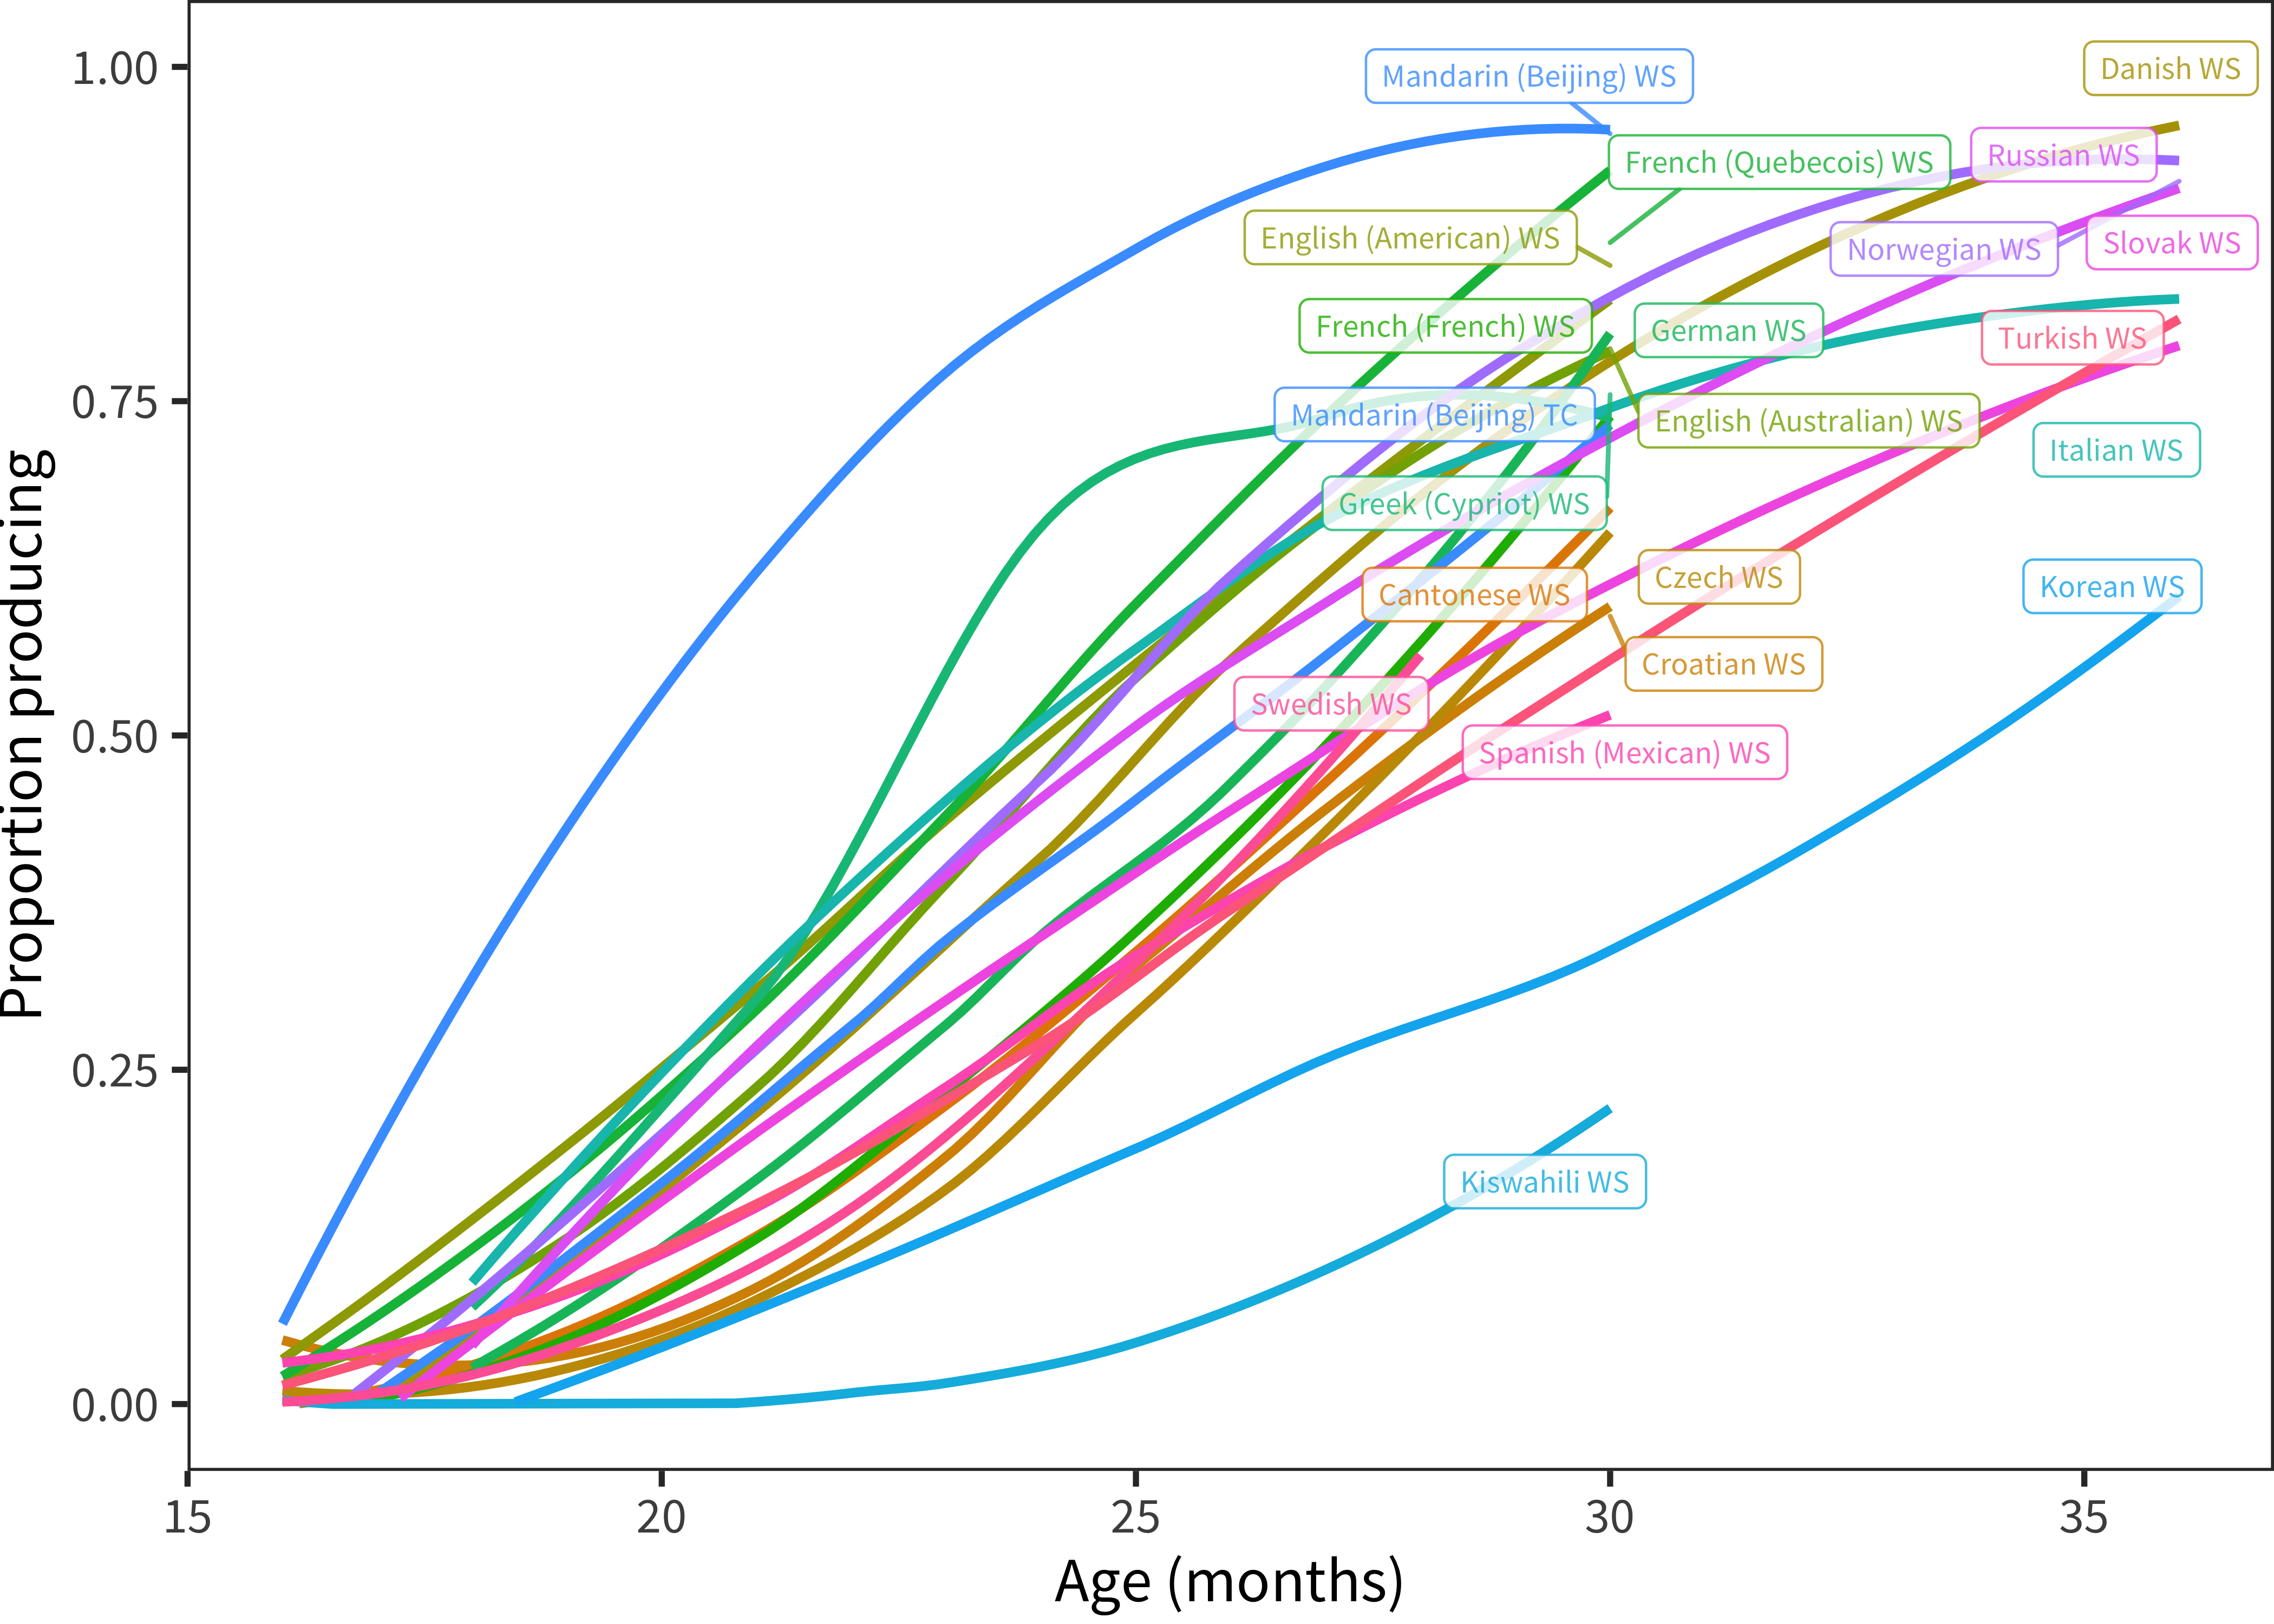 1.00
0.75
0.50
0.25
0.00
Proportion producing
Mandarin (Beijing) WS
Danish WS
French (Quebecois) WS
Russian WS
English (American) WS
Norwegian WS
Slovak WS
French (French) WS
German WS
Turkish WS
Mandarin (Beijing) TC
English (Australian) WS
Italian WS
Greek (Cypriot) WS
Czech WS
Korean WS
Cantonese WS
Croatian WS
Swedish WS
Spanish (Mexican) WS
Kiswahili WS
15 20 25 30 35
Age (months)